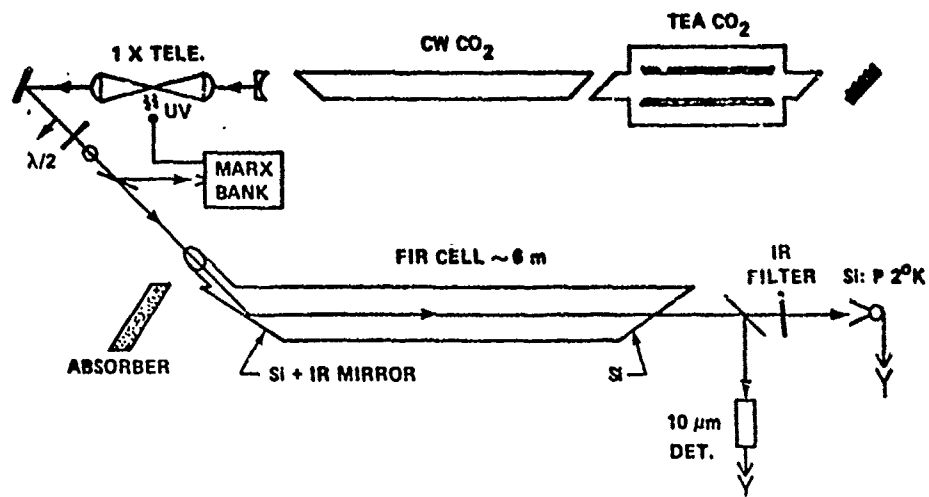 TEA CO₂
CW CO₂
1 X TELE.
UV
λ/2
MARX
BANK
FIR CELL ~ 6 m
IR
FILTER
Si: P 2°K
ABSORBER
Si + IR MIRROR
Si
10 μm
DET.